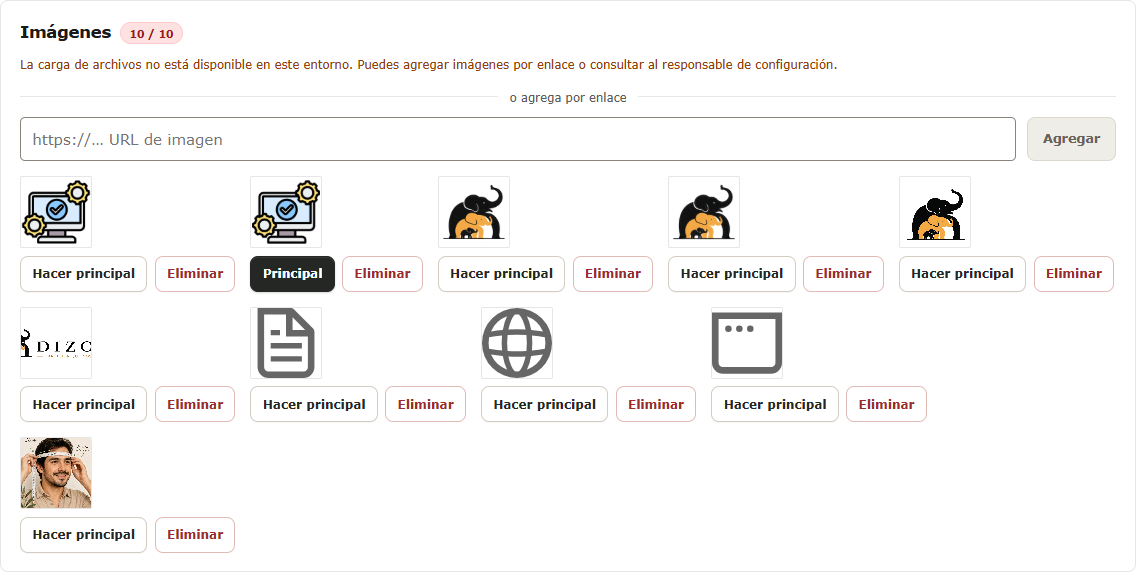 Imágenes 10 / 10
La carga de archivos no está disponible en este entorno. Puedes agregar imágenes por enlace o consultar al responsable de configuración.
o agrega por enlace
https://... URL de imagen Agregar
Hacer principal Eliminar Principal Eliminar Hacer principal Eliminar Hacer principal Eliminar Hacer principal Eliminar
DIZC
Hacer principal Eliminar Hacer principal Eliminar Hacer principal Eliminar Hacer principal Eliminar
Hacer principal Eliminar